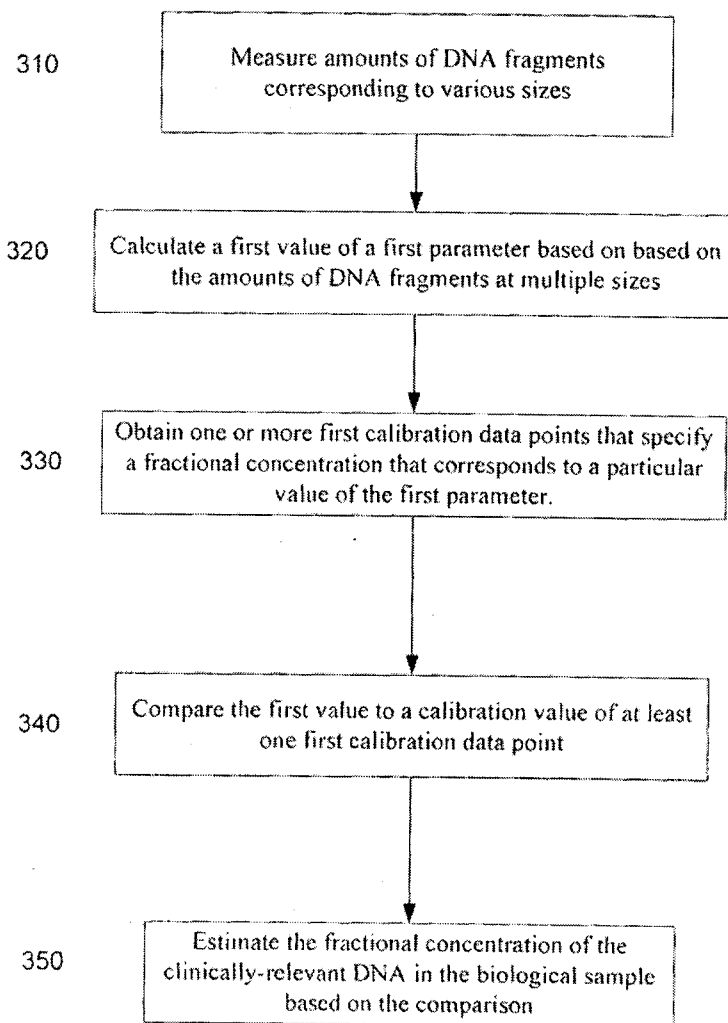 310
Measure amounts of DNA fragments
corresponding to various sizes
320
Calculate a first value of a first parameter based on based on
the amounts of DNA fragments at multiple sizes
330
Obtain one or more first calibration data points that specify
a fractional concentration that corresponds to a particular
value of the first parameter.
340
Compare the first value to a calibration value of at least
one first calibration data point
350
Estimate the fractional concentration of the
clinically-relevant DNA in the biological sample
based on the comparison